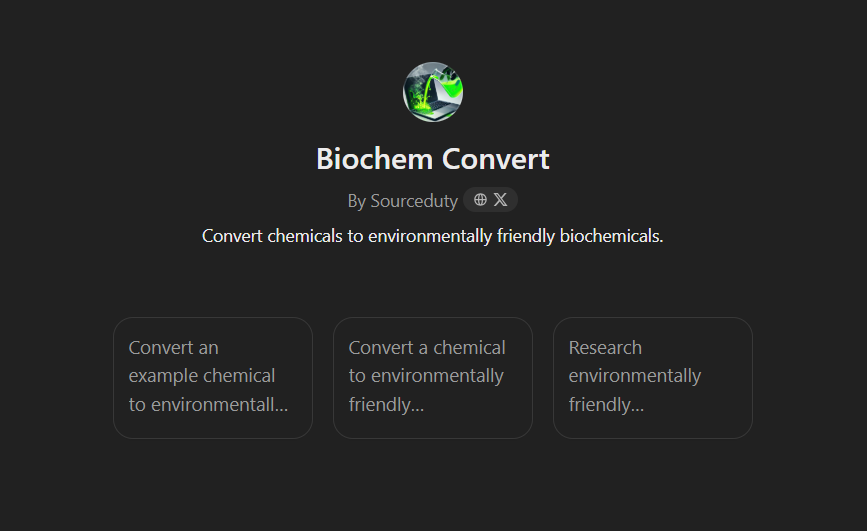 Biochem Convert
By Sourceduty
Convert chemicals to environmentally friendly biochemicals.
Convert an
example chemical
to environmentall...
Convert a chemical
to environmentally
friendly...
Research
environmentally
friendly...